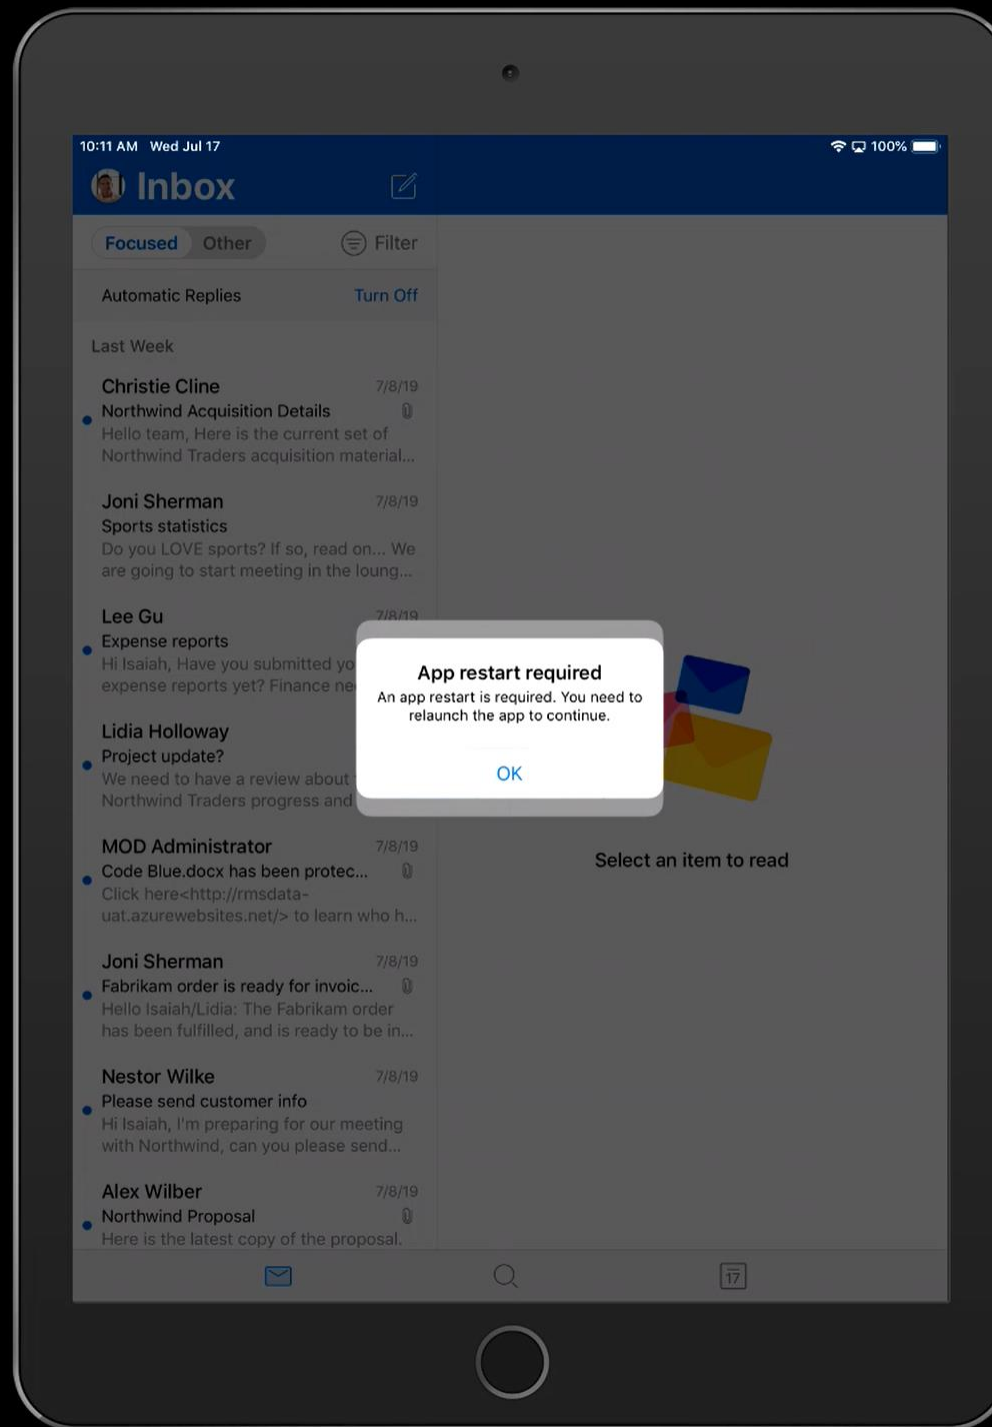 10:11 AM Wed Jul 17
100%
Inbox
Focused Other Filter
Automatic Replies Turn Off
Last Week
Christie Cline 7/8/19
Northwind Acquisition Details
Hello team, Here is the current set of
Northwind Traders acquisition material...
Joni Sherman 7/8/19
Sports statistics
Do you LOVE sports? If so, read on... We
are going to start meeting in the loung...
Lee Gu 7/8/19
Expense reports
Hi Isaiah, Have you submitted yo
expense reports yet? Finance ne
Lidia Holloway
Project update?
We need to have a review about
Northwind Traders progress and
MOD Administrator 7/8/19
Code Blue.docx has been protec...
Click here<http://rmsdata-
uat.azurewebsites.net/> to learn who h...
Joni Sherman 7/8/19
Fabrikam order is ready for invoic...
Hello Isaiah/Lidia: The Fabrikam order
has been fulfilled, and is ready to be in...
Nestor Wilke 7/8/19
Please send customer info
Hi Isaiah, I'm preparing for our meeting
with Northwind, can you please send...
Alex Wilber 7/8/19
Northwind Proposal
Here is the latest copy of the proposal.
App restart required
An app restart is required. You need to
relaunch the app to continue.
OK
Select an item to read
17